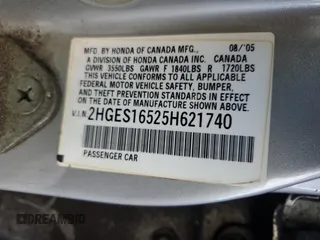 MFD. BY HONDA OF CANADA MFG., 08/'05
A DIVISION OF HONDA CANADA INC. CANADA
GVWR 3550LBS GAWR F 1840LBS R 1720LBS
THIS VEHICLE CONFORMS TO ALL APPLICABLE
FEDERAL MOTOR VEHICLE SAFETY, BUMPER,
AND THEFT PREVENTION STANDARDS IN EFFECT
ON THE DATE OF MANUFACTURE SHOWN ABOVE.
V.I.N. 2HGES16525H621740
PASSENGER CAR
DREAMBID